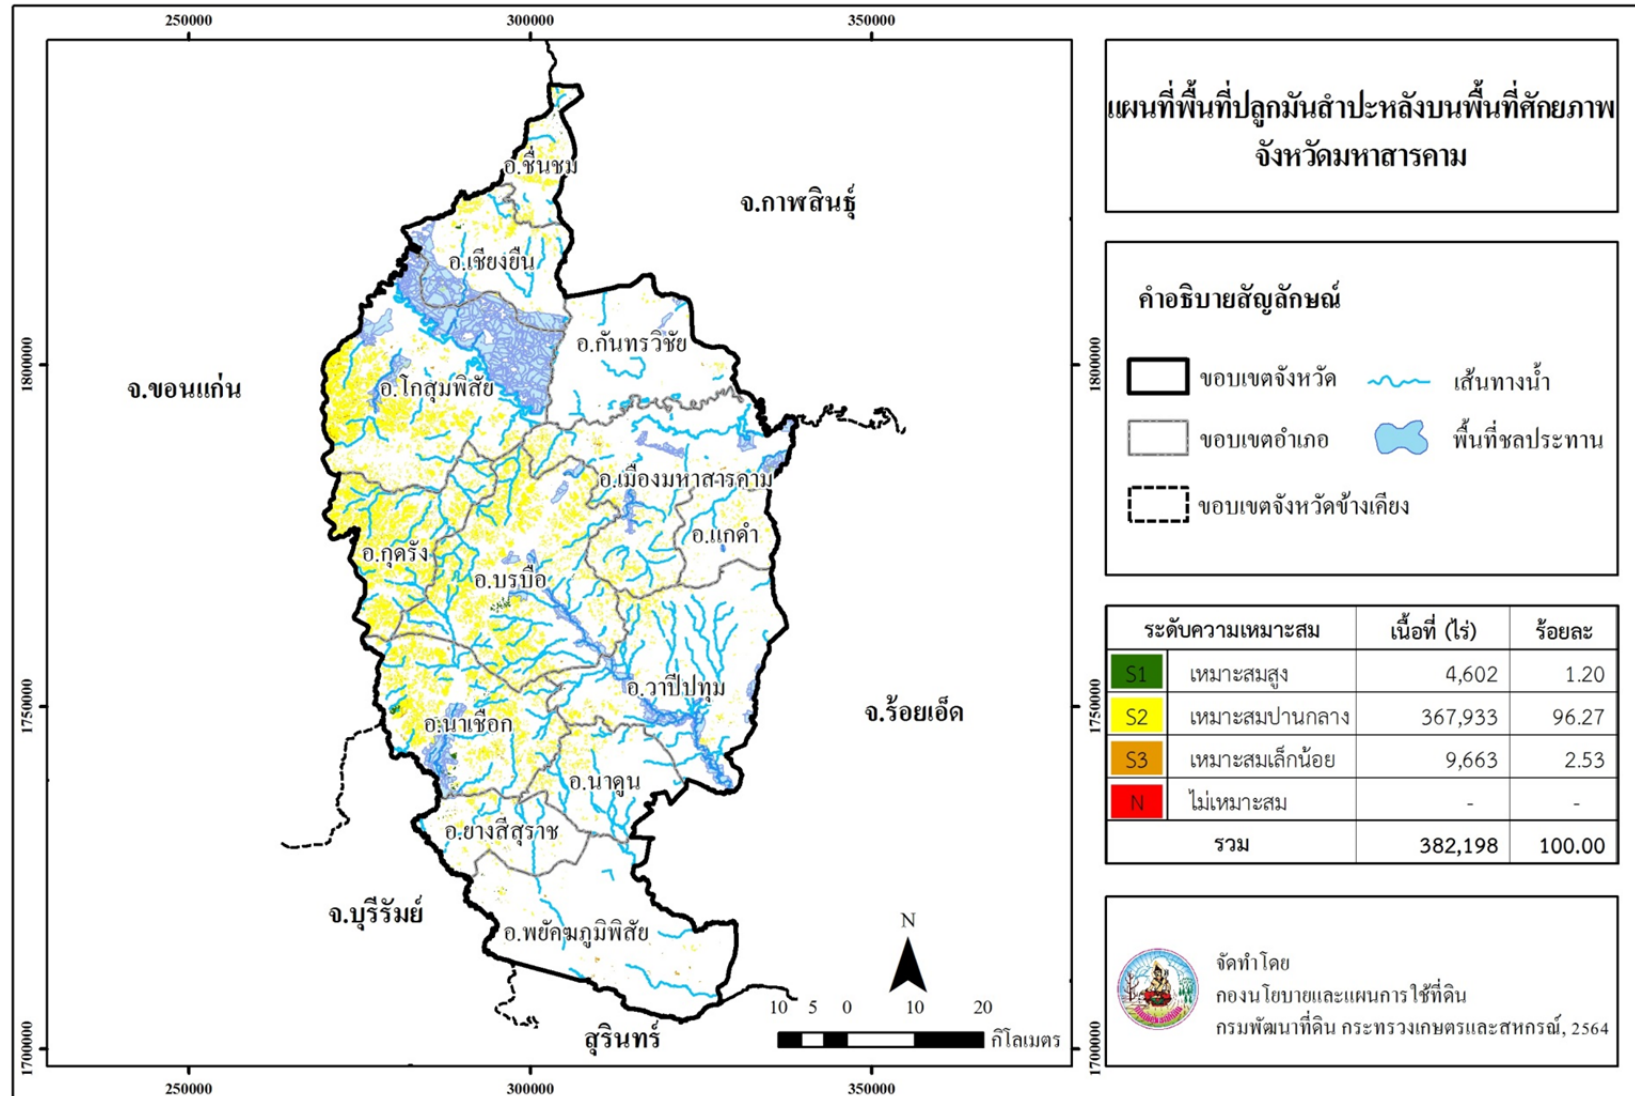 250000 300000 350000
แผนที่พื้นที่ปลูกมันสำปะหลังบนพื้นที่ศักยภาพ
จังหวัดมหาสารคาม
อ.ชื่นชม
จ.กาฬสินธุ์
อ.เชียงยืน
อ.กันทรวิชัย
1800000
1800000
จ.ขอนแก่น
อ.โกสุมพิสัย
อ.เมืองมหาสารคาม
อ.แกดำ
อ.กุดรัง
อ.บรบือ
อ.วาปีปทุม
1750000
1750000
จ.ร้อยเอ็ด
อ.นาเชือก
อ.นาดูน
อ.ยางสีสุราช
จ.บุรีรัมย์
อ.พยัคฆภูมิพิสัย
N
10 5 0 10 20
กิโลเมตร
สุรินทร์
1700000
1700000
250000 300000 350000
คำอธิบายสัญลักษณ์
ขอบเขตจังหวัด เส้นทางน้ำ
ขอบเขตอำเภอ พื้นที่ชลประทาน
ขอบเขตจังหวัดข้างเคียง
ระดับความเหมาะสม เนื้อที่ (ไร่) ร้อยละ
S1 เหมาะสมสูง 4,602 1.20
S2 เหมาะสมปานกลาง 367,933 96.27
S3 เหมาะสมเล็กน้อย 9,663 2.53
N ไม่เหมาะสม - -
รวม 382,198 100.00
จัดทำโดย
กองนโยบายและแผนการใช้ที่ดิน
กรมพัฒนาที่ดิน กระทรวงเกษตรและสหกรณ์, 2564